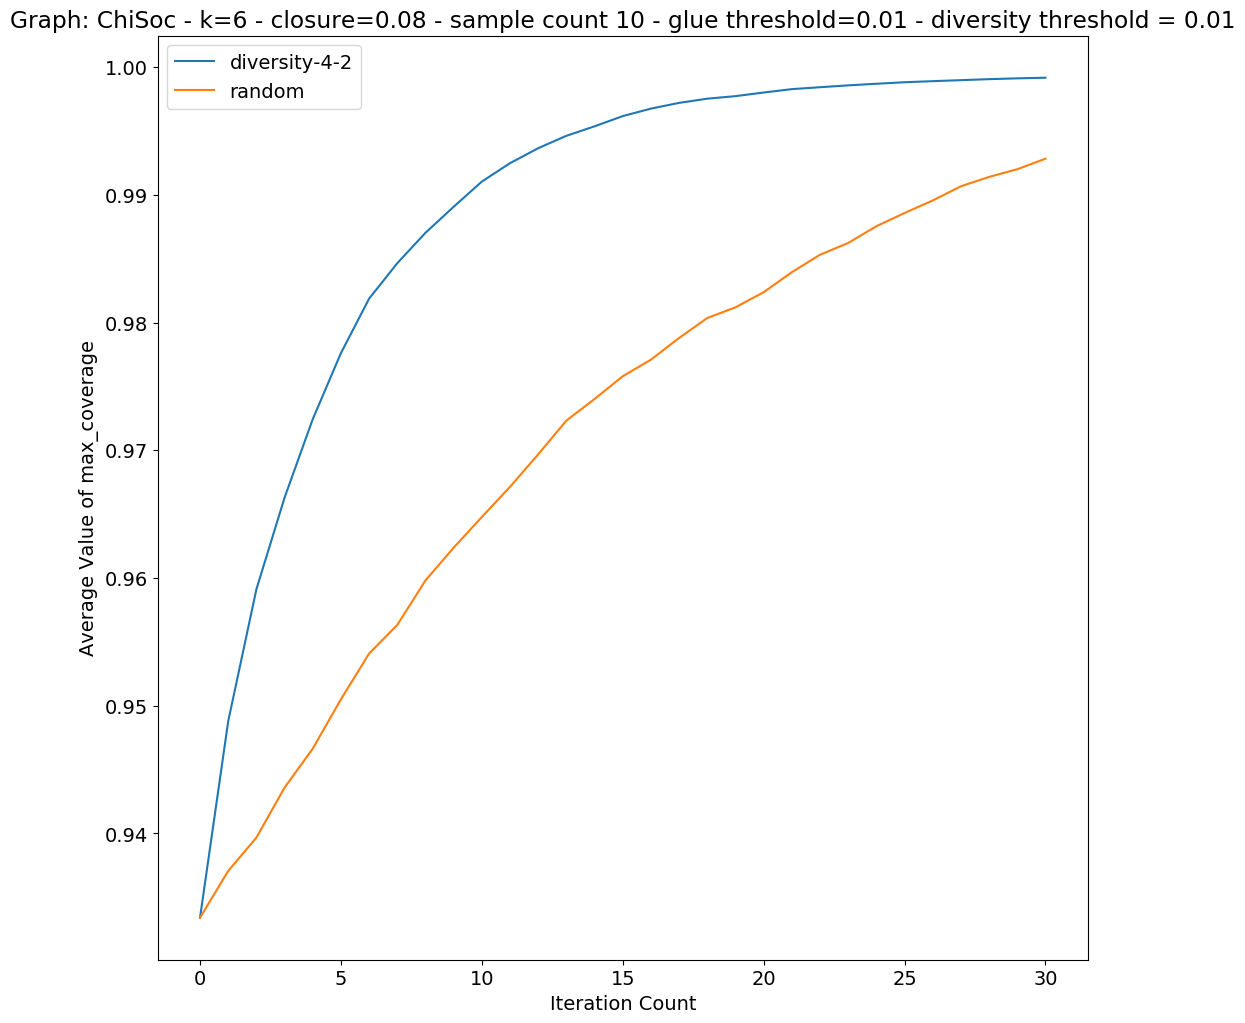 Graph: ChiSoc - k=6 - closure=0.08 - sample count 10 - glue threshold=0.01 - diversity threshold = 0.01
diversity-4-2
random
1.00
0.99
0.98
0.97
0.96
0.95
0.94
Average Value of max_coverage
0 5 10 15 20 25 30
Iteration Count